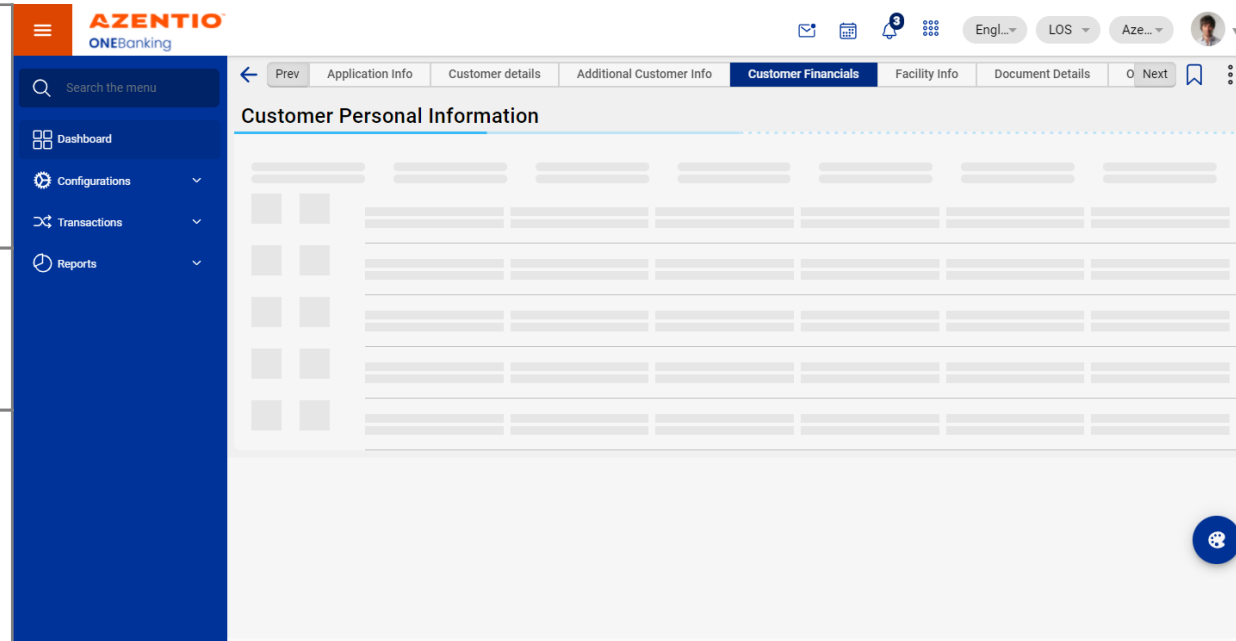 AZENTIO
ONEBanking
3
Engl...
LOS
Aze...
Search the menu
Dashboard
Configurations
Transactions
Reports
Prev
Application Info
Customer details
Additional Customer Info
Customer Financials
Facility Info
Document Details
O
Next
Customer Personal Information